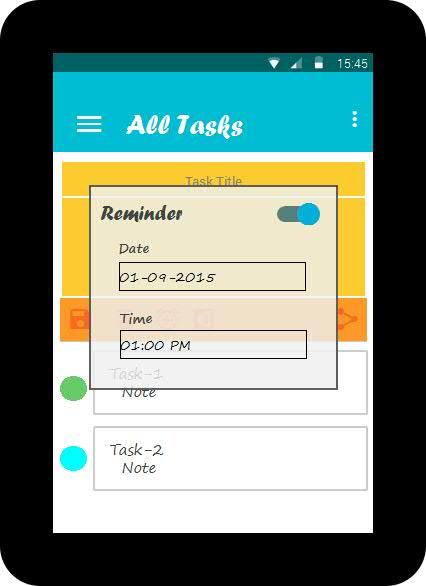 15:45
All Tasks
Task Title
Reminder
Date
01-09-2015
Time
01:00 PM
Task-1
Note
Task-2
Note